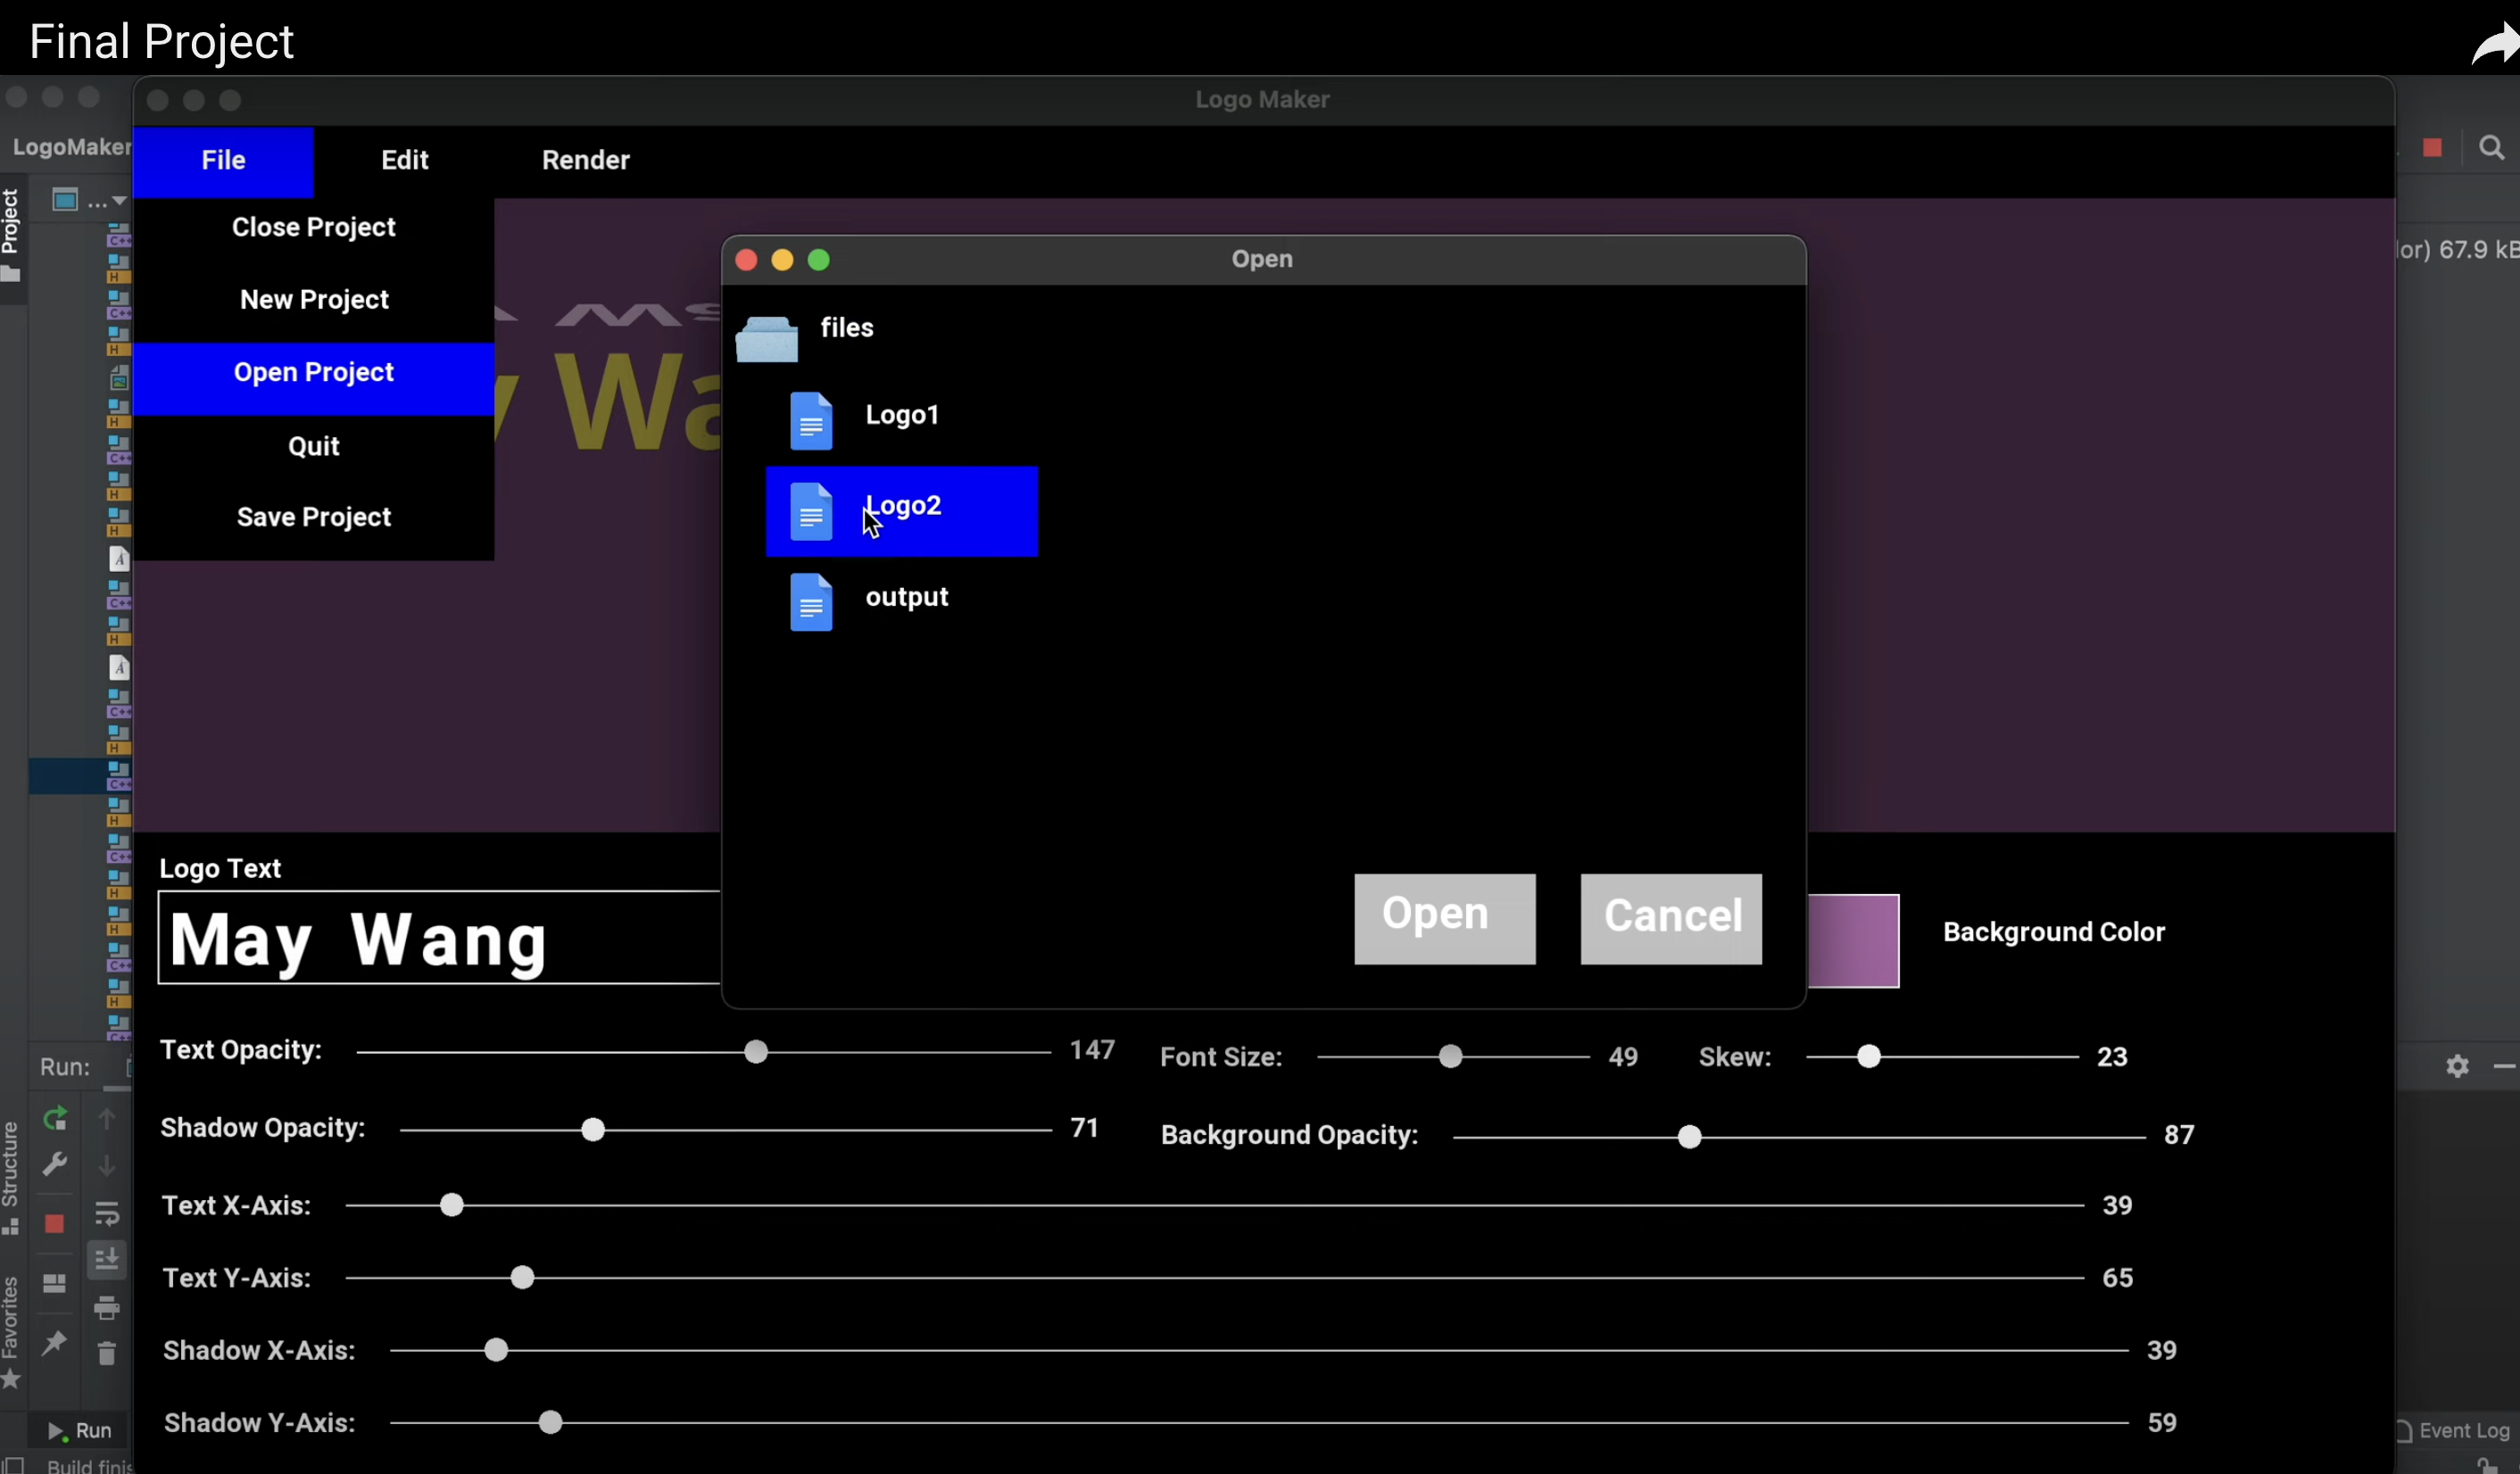 Final Project
Logo Maker
LogoMaker
File Edit Render
Project
...
Close Project
New Project
Open Project
Quit
Save Project
Open
files
Logo1
Logo2
output
Open Cancel
lor) 67.9 kB
Wa
Logo Text
May Wang
Background Color
Text Opacity: 147
Font Size: 49
Skew: 23
Shadow Opacity: 71
Background Opacity: 87
Text X-Axis: 39
Text Y-Axis: 65
Shadow X-Axis: 39
Shadow Y-Axis: 59
Run:
Structure
Favorites
Run
Event Log
Build finis